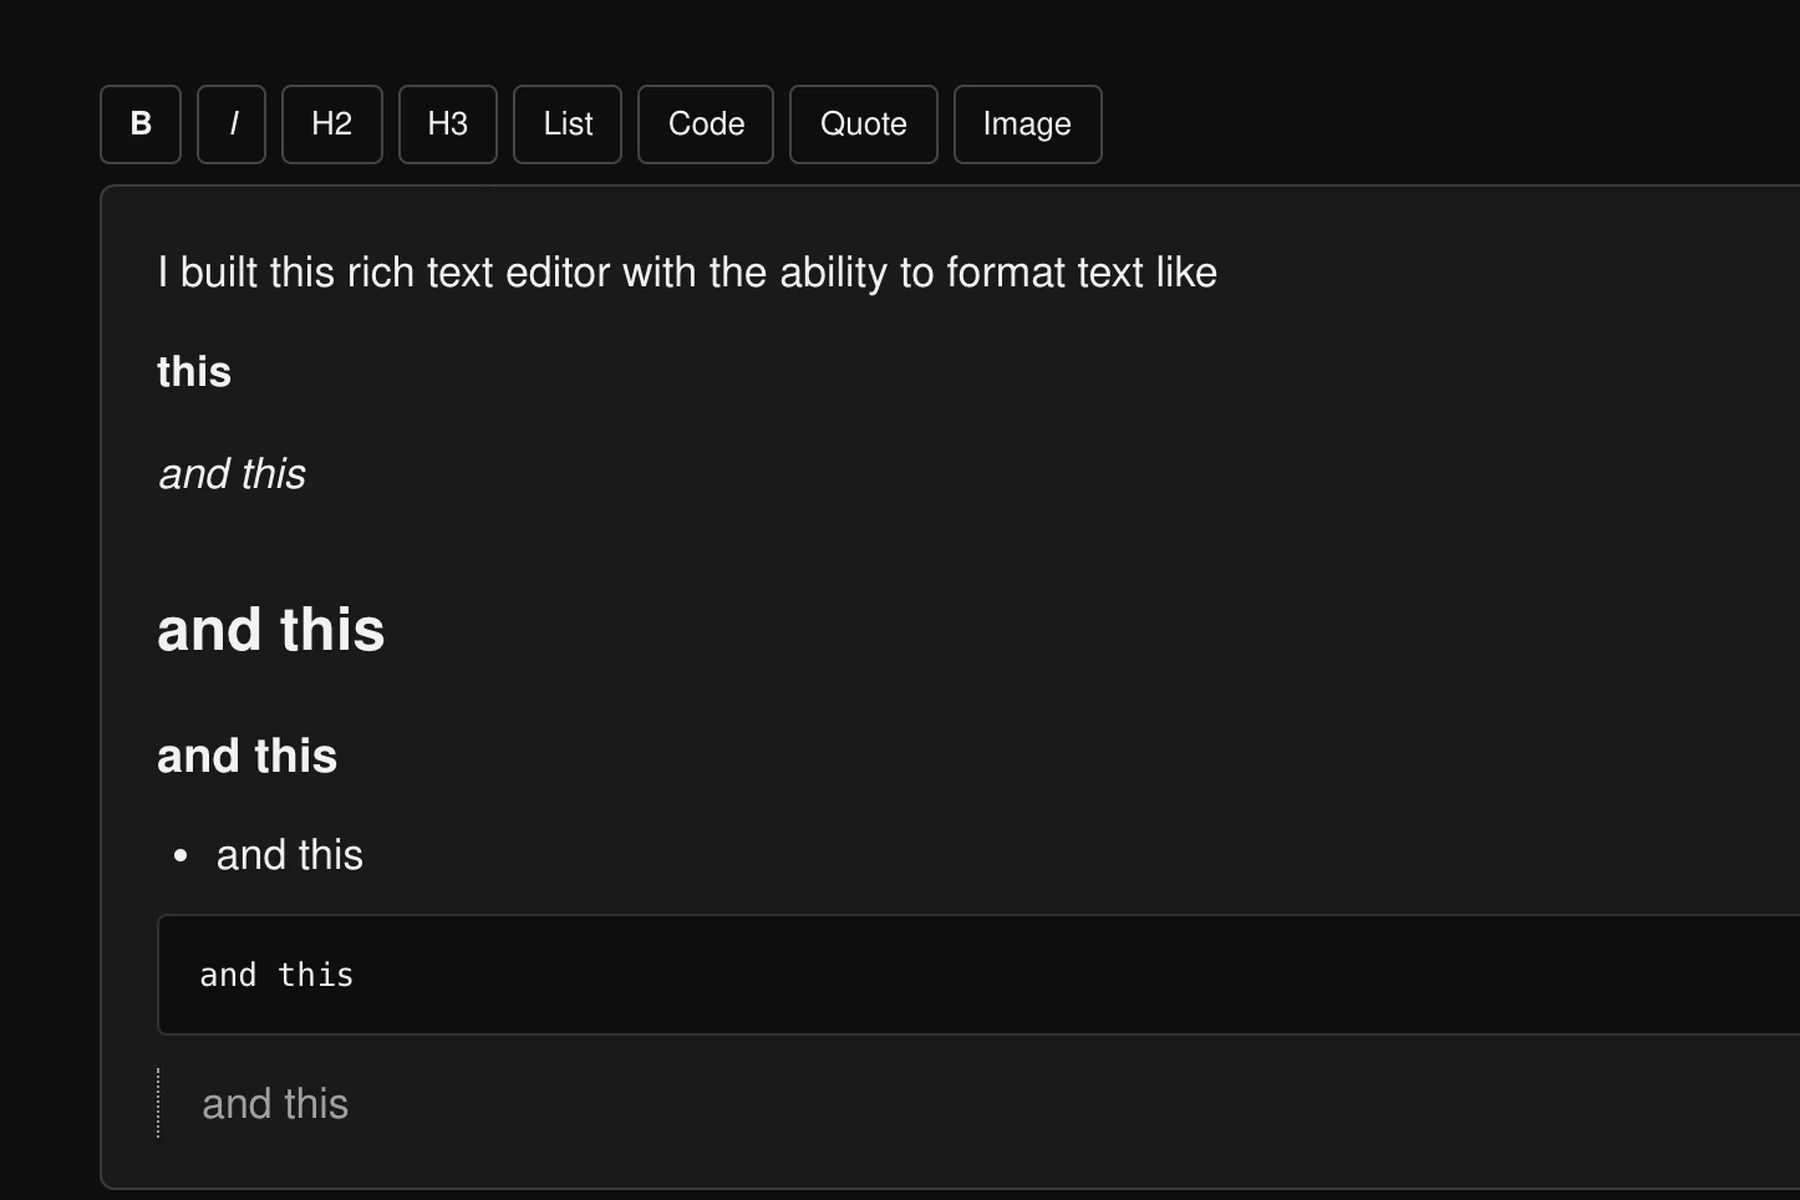 B I H2 H3 List Code Quote Image
I built this rich text editor with the ability to format text like
this
and this
and this
and this
• and this
and this
and this